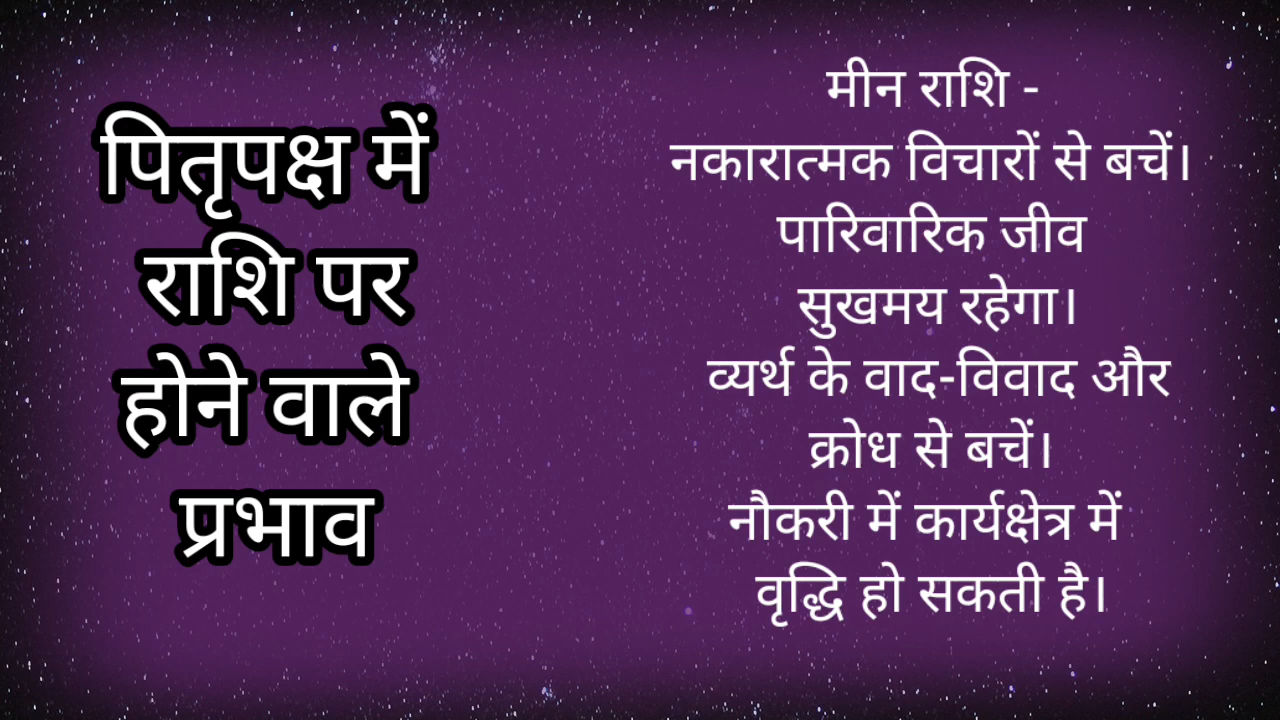 पितृपक्ष में
राशि पर
होने वाले
प्रभाव
मीन राशि -
नकारात्मक विचारों से बचें।
पारिवारिक जीव
सुखमय रहेगा।
व्यर्थ के वाद-विवाद और
क्रोध से बचें।
नौकरी में कार्यक्षेत्र में
वृद्धि हो सकती है।